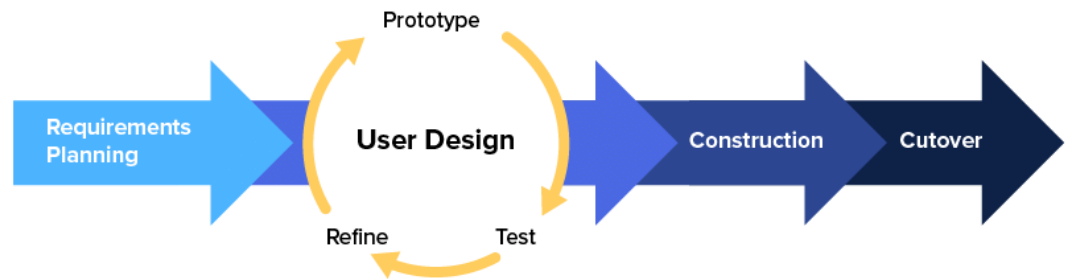 Prototype
Requirements
Planning
User Design
Construction
Cutover
Refine
Test